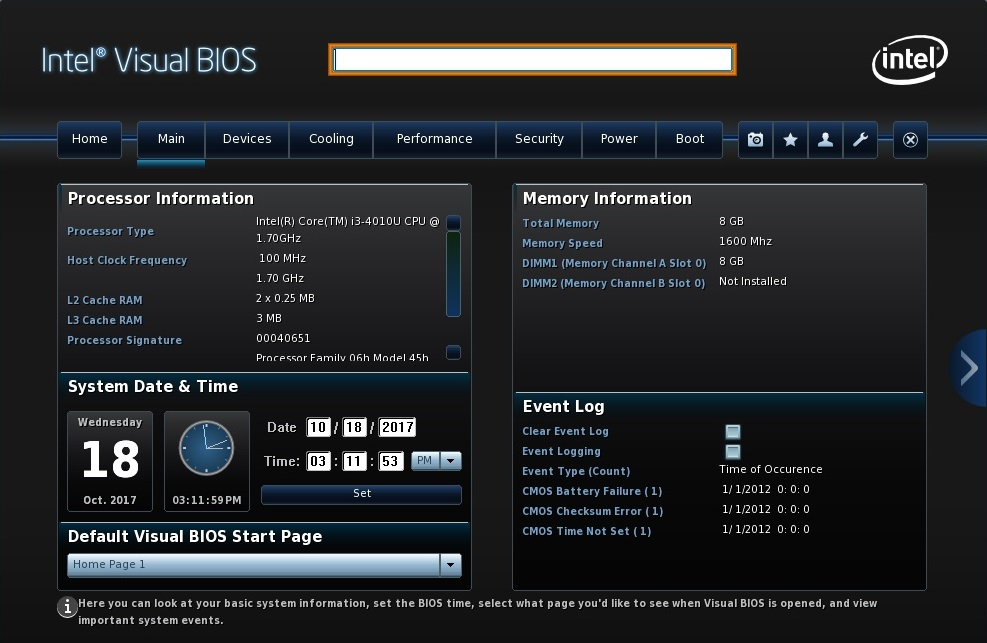 Intel® Visual BIOS
intel
Home
Main
Devices
Cooling
Performance
Security
Power
Boot
Processor Information
Processor Type
Intel(R) Core(TM) i3-4010U CPU @
1.70GHz
Host Clock Frequency 100 MHz
1.70 GHz
L2 Cache RAM 2 x 0.25 MB
L3 Cache RAM 3 MB
Processor Signature 00040651
Processor Family 06h Model 45h
System Date & Time
Wednesday
18
Oct. 2017
03:11:59 PM
Date 10 / 18 / 2017
Time: 03 : 11 : 53 PM
Set
Default Visual BIOS Start Page
Home Page 1
Memory Information
Total Memory 8 GB
Memory Speed 1600 Mhz
DIMM1 (Memory Channel A Slot 0) 8 GB
DIMM2 (Memory Channel B Slot 0) Not Installed
Event Log
Clear Event Log
Event Logging
Event Type (Count) Time of Occurence
CMOS Battery Failure ( 1) 1/ 1/2012 0: 0: 0
CMOS Checksum Error ( 1) 1/ 1/2012 0: 0: 0
CMOS Time Not Set ( 1) 1/ 1/2012 0: 0: 0
Here you can look at your basic system information, set the BIOS time, select what page you'd like to see when Visual BIOS is opened, and view
important system events.